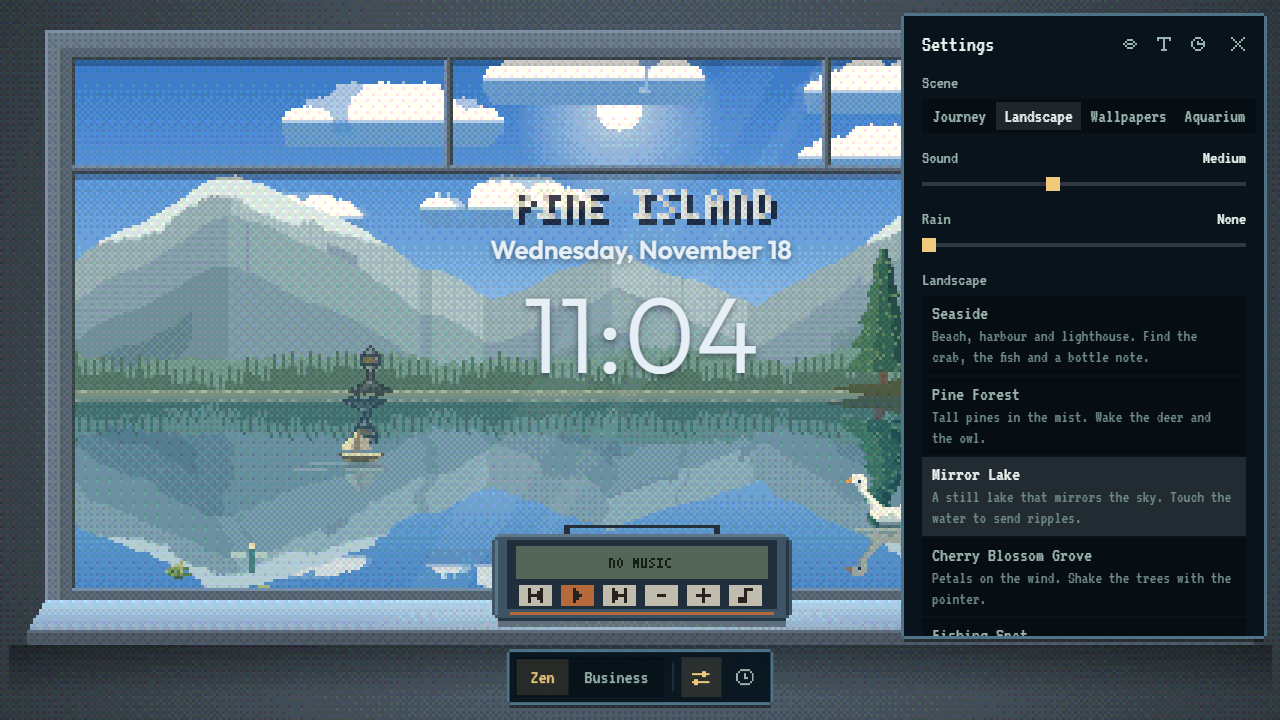 PINE ISLAND
Wednesday, November 18
11:04
NO MUSIC
Zen
Business
Settings
Scene
Journey
Landscape
Wallpapers
Aquarium
Sound
Medium
Rain
None
Landscape
Seaside
Beach, harbour and lighthouse. Find the
crab, the fish and a bottle note.
Pine Forest
Tall pines in the mist. Wake the deer and
the owl.
Mirror Lake
A still lake that mirrors the sky. Touch the
water to send ripples.
Cherry Blossom Grove
Petals on the wind. Shake the trees with the
pointer.
Fishing Spot